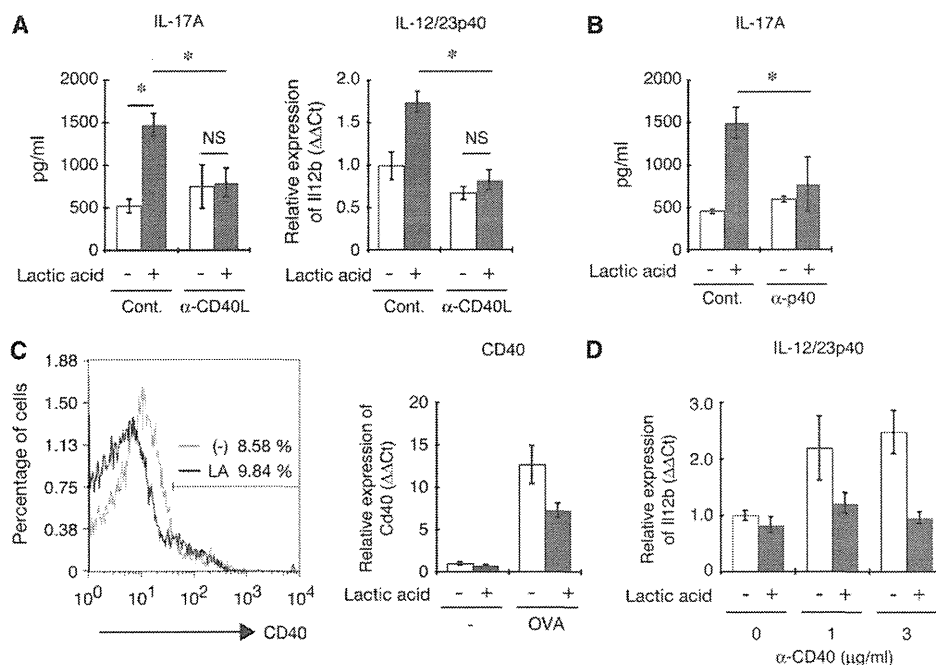 A
IL-17A
pg/ml
2000
1500
1000
500
0
*
*
NS
Lactic acid - + - +
Cont. α-CD40L
IL-12/23p40
Relative expression
of Il12b (ΔΔCt)
2.0
1.5
1.0
0.5
0
*
NS
Lactic acid - + - +
Cont. α-CD40L
B
IL-17A
pg/ml
2000
1500
1000
500
0
*
Lactic acid - + - +
Cont. α-p40
C
Percentage of cells
1.88
1.50
1.13
0.75
0.38
0
(-) 8.58 %
LA 9.84 %
10⁰ 10¹ 10² 10³ 10⁴
CD40
CD40
Relative expression of
Cd40 (ΔΔCt)
20
15
10
5
0
Lactic acid - + - +
- OVA
D
IL-12/23p40
Relative expression
of Il12b (ΔΔCt)
3.0
2.0
1.0
0
Lactic acid - + - + - +
0 1 3
α-CD40 (μg/ml)